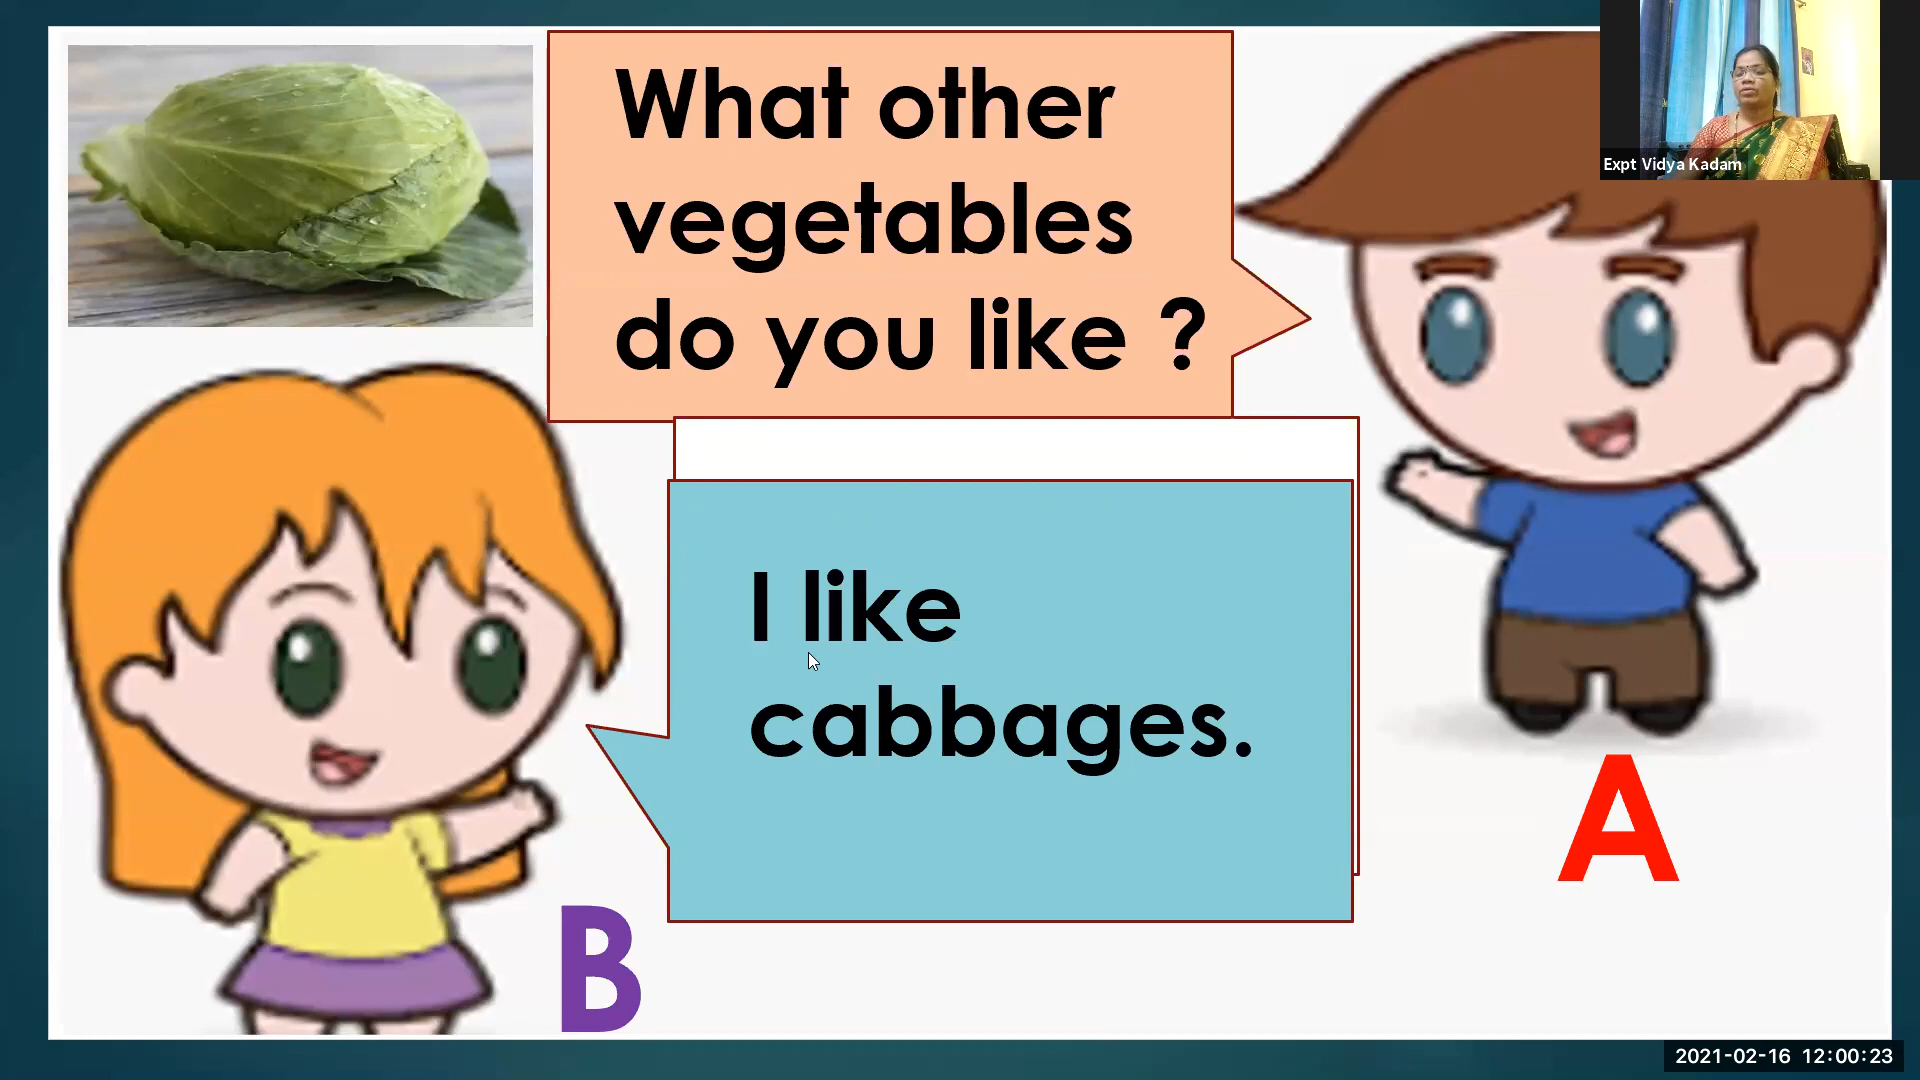 What other
vegetables
do you like ?
Expt Vidya Kadam
I like
cabbages.
A
B
2021-02-16 12:00:23